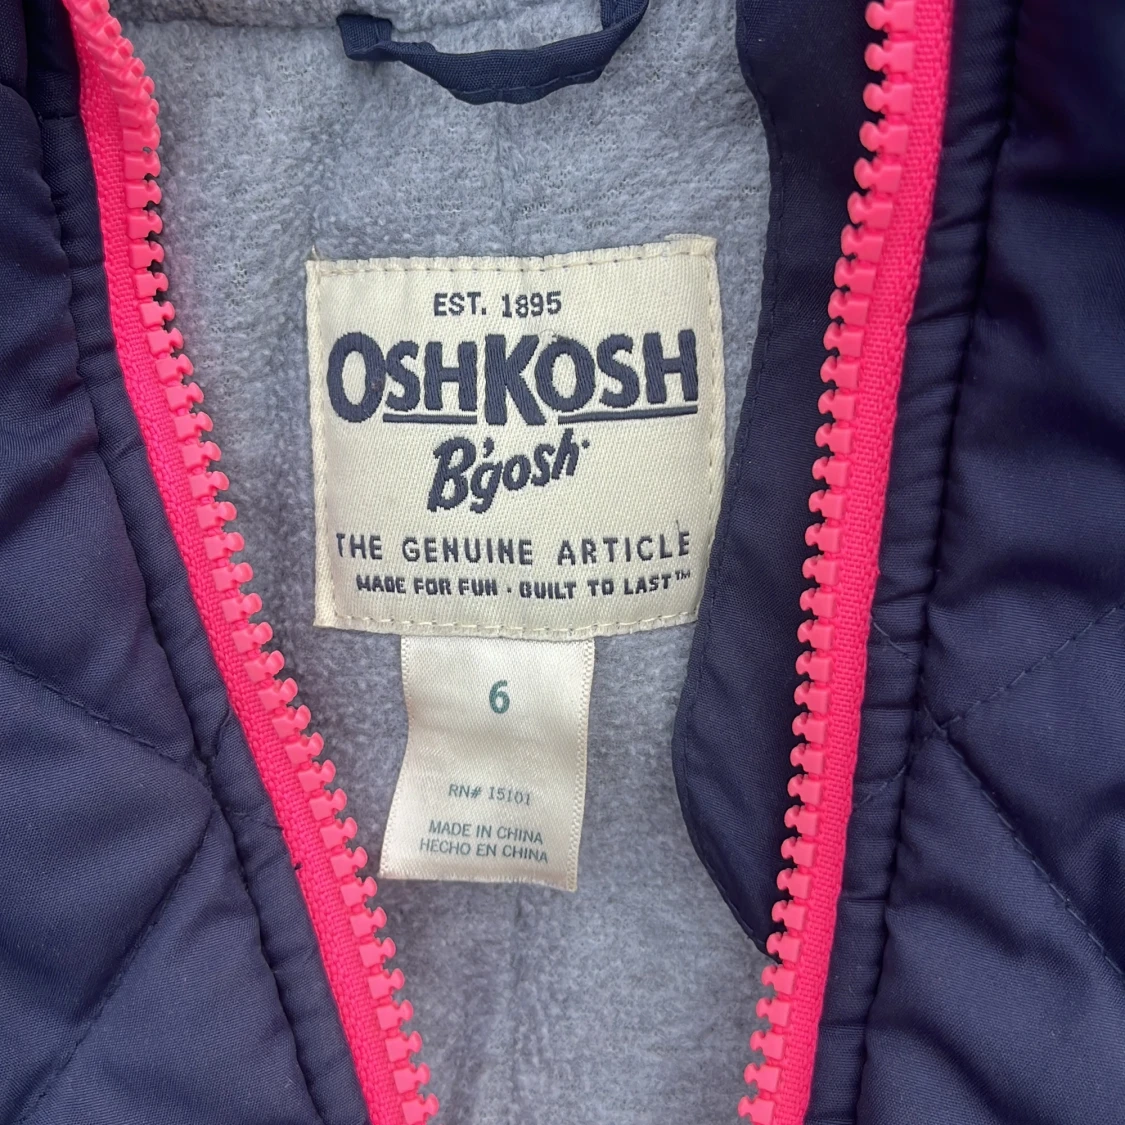 EST. 1895
OSHKOSH
B'gosh
THE GENUINE ARTICLE
MADE FOR FUN · BUILT TO LAST™
6
RN# 15101
MADE IN CHINA
HECHO EN CHINA